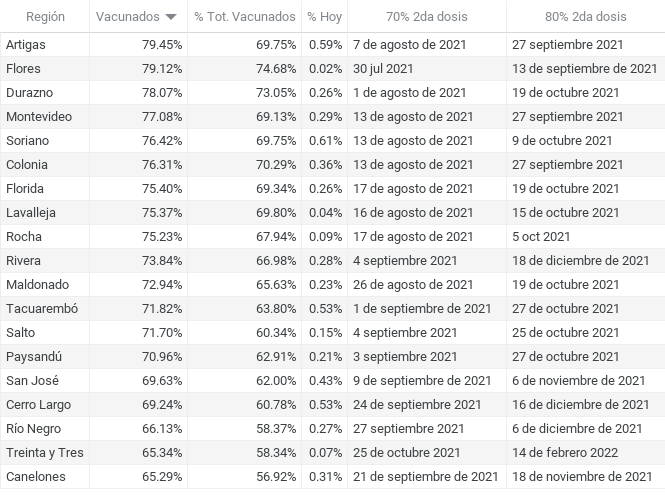 Región Vacunados % Tot. Vacunados % Hoy 70% 2da dosis 80% 2da dosis
Artigas 79.45% 69.75% 0.59% 7 de agosto de 2021 27 septiembre 2021
Flores 79.12% 74.68% 0.02% 30 jul 2021 13 de septiembre de 2021
Durazno 78.07% 73.05% 0.26% 1 de agosto de 2021 19 de octubre 2021
Montevideo 77.08% 69.13% 0.29% 13 de agosto de 2021 27 septiembre 2021
Soriano 76.42% 69.75% 0.61% 13 de agosto de 2021 9 de octubre 2021
Colonia 76.31% 70.29% 0.36% 13 de agosto de 2021 27 septiembre 2021
Florida 75.40% 69.34% 0.26% 17 de agosto de 2021 19 de octubre 2021
Lavalleja 75.37% 69.80% 0.04% 16 de agosto de 2021 15 de octubre 2021
Rocha 75.23% 67.94% 0.09% 17 de agosto de 2021 5 oct 2021
Rivera 73.84% 66.98% 0.28% 4 septiembre 2021 18 de diciembre de 2021
Maldonado 72.94% 65.63% 0.23% 26 de agosto de 2021 19 de octubre 2021
Tacuarembó 71.82% 63.80% 0.53% 1 de septiembre de 2021 27 de octubre 2021
Salto 71.70% 60.34% 0.15% 4 septiembre 2021 25 de octubre 2021
Paysandú 70.96% 62.91% 0.21% 3 septiembre 2021 27 de octubre 2021
San José 69.63% 62.00% 0.43% 9 de septiembre de 2021 6 de noviembre de 2021
Cerro Largo 69.24% 60.78% 0.53% 24 de septiembre 2021 16 de diciembre de 2021
Río Negro 66.13% 58.37% 0.27% 27 septiembre 2021 6 de diciembre de 2021
Treinta y Tres 65.34% 58.34% 0.07% 25 de octubre 2021 14 de febrero 2022
Canelones 65.29% 56.92% 0.31% 21 de septiembre de 2021 18 de noviembre de 2021